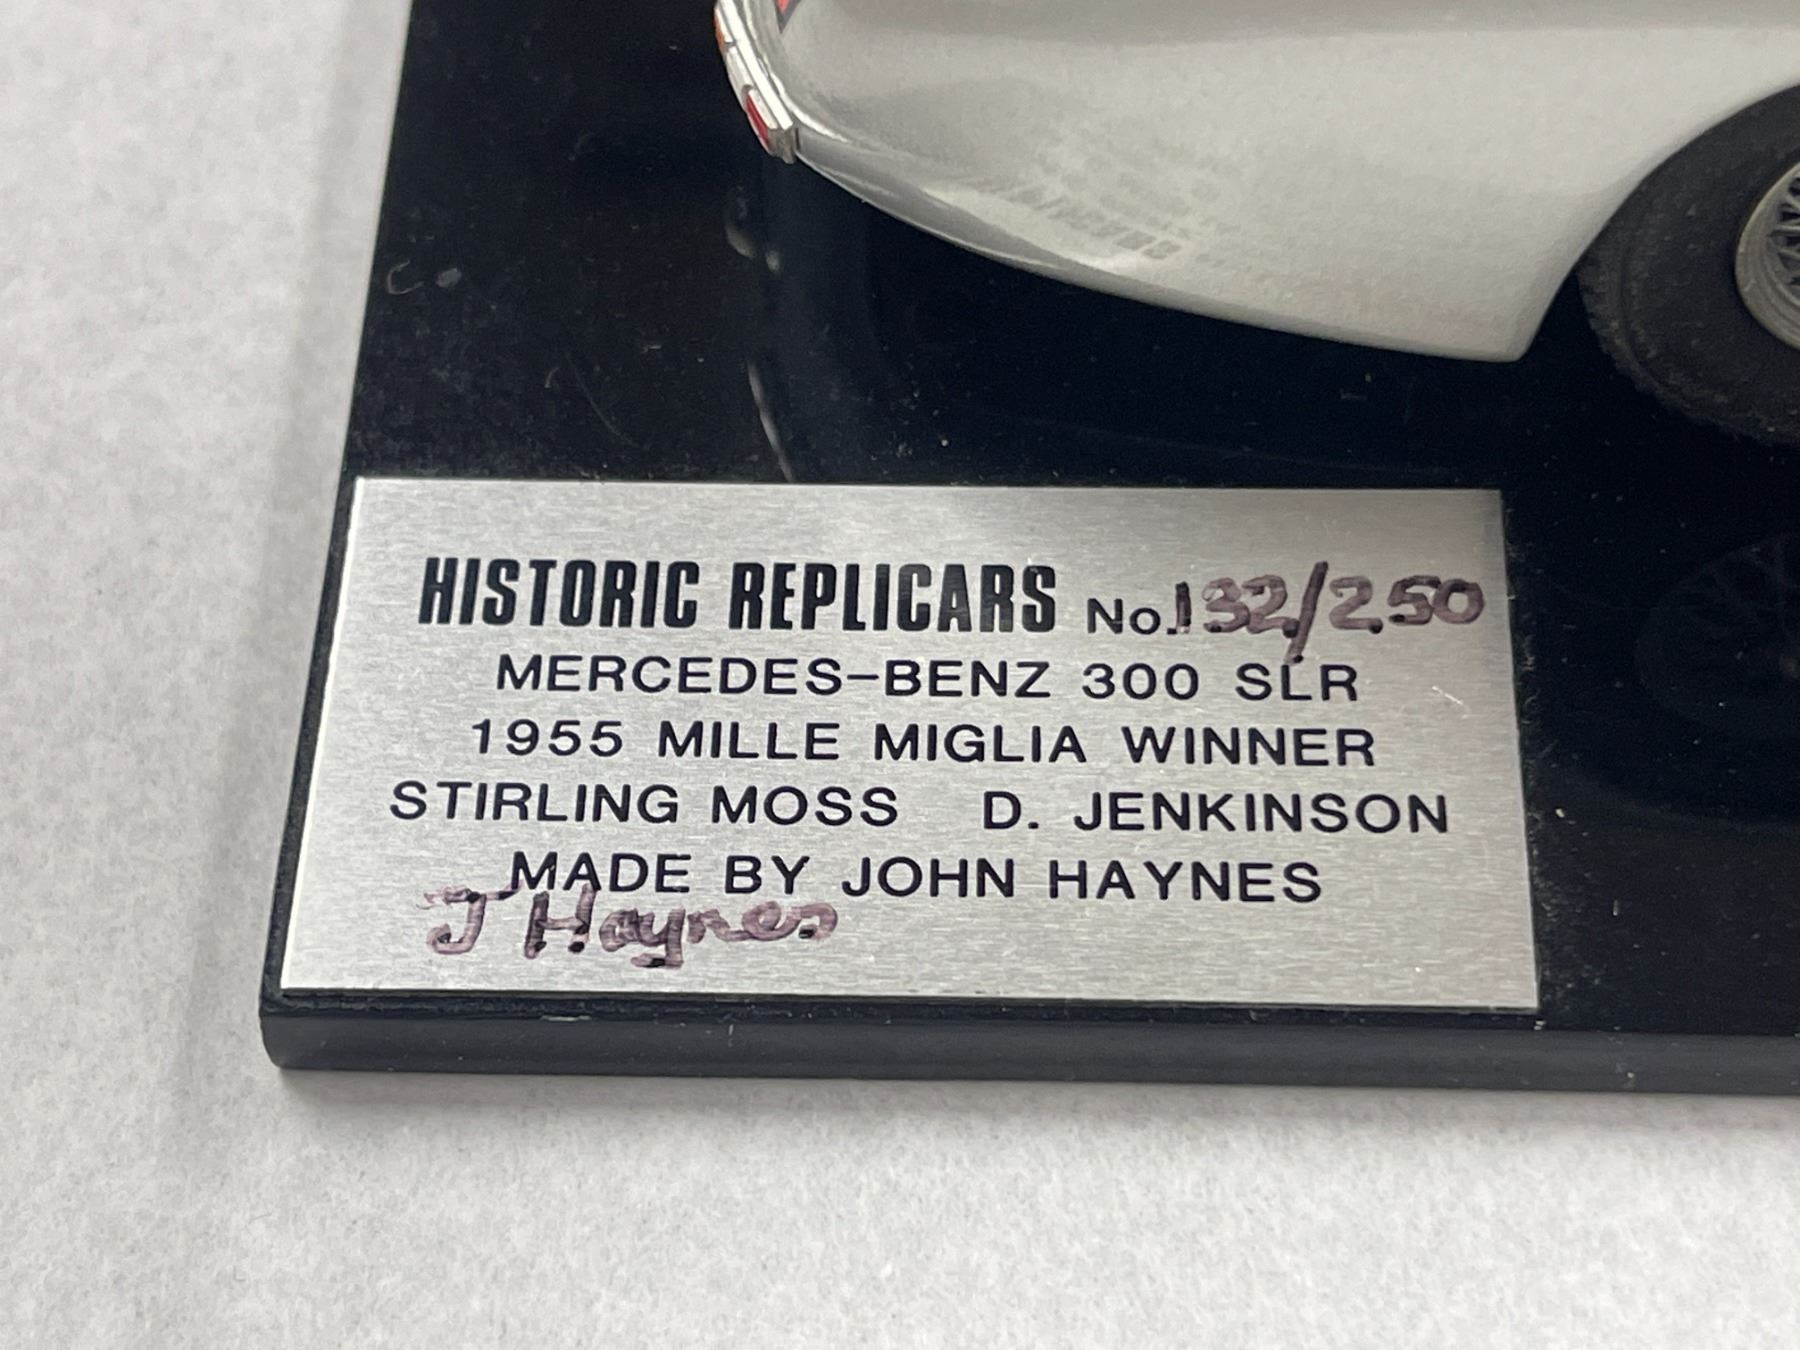 HISTORIC REPLICARS No. 132/250
MERCEDES-BENZ 300 SLR
1955 MILLE MIGLIA WINNER
STIRLING MOSS D. JENKINSON
MADE BY JOHN HAYNES
J Haynes